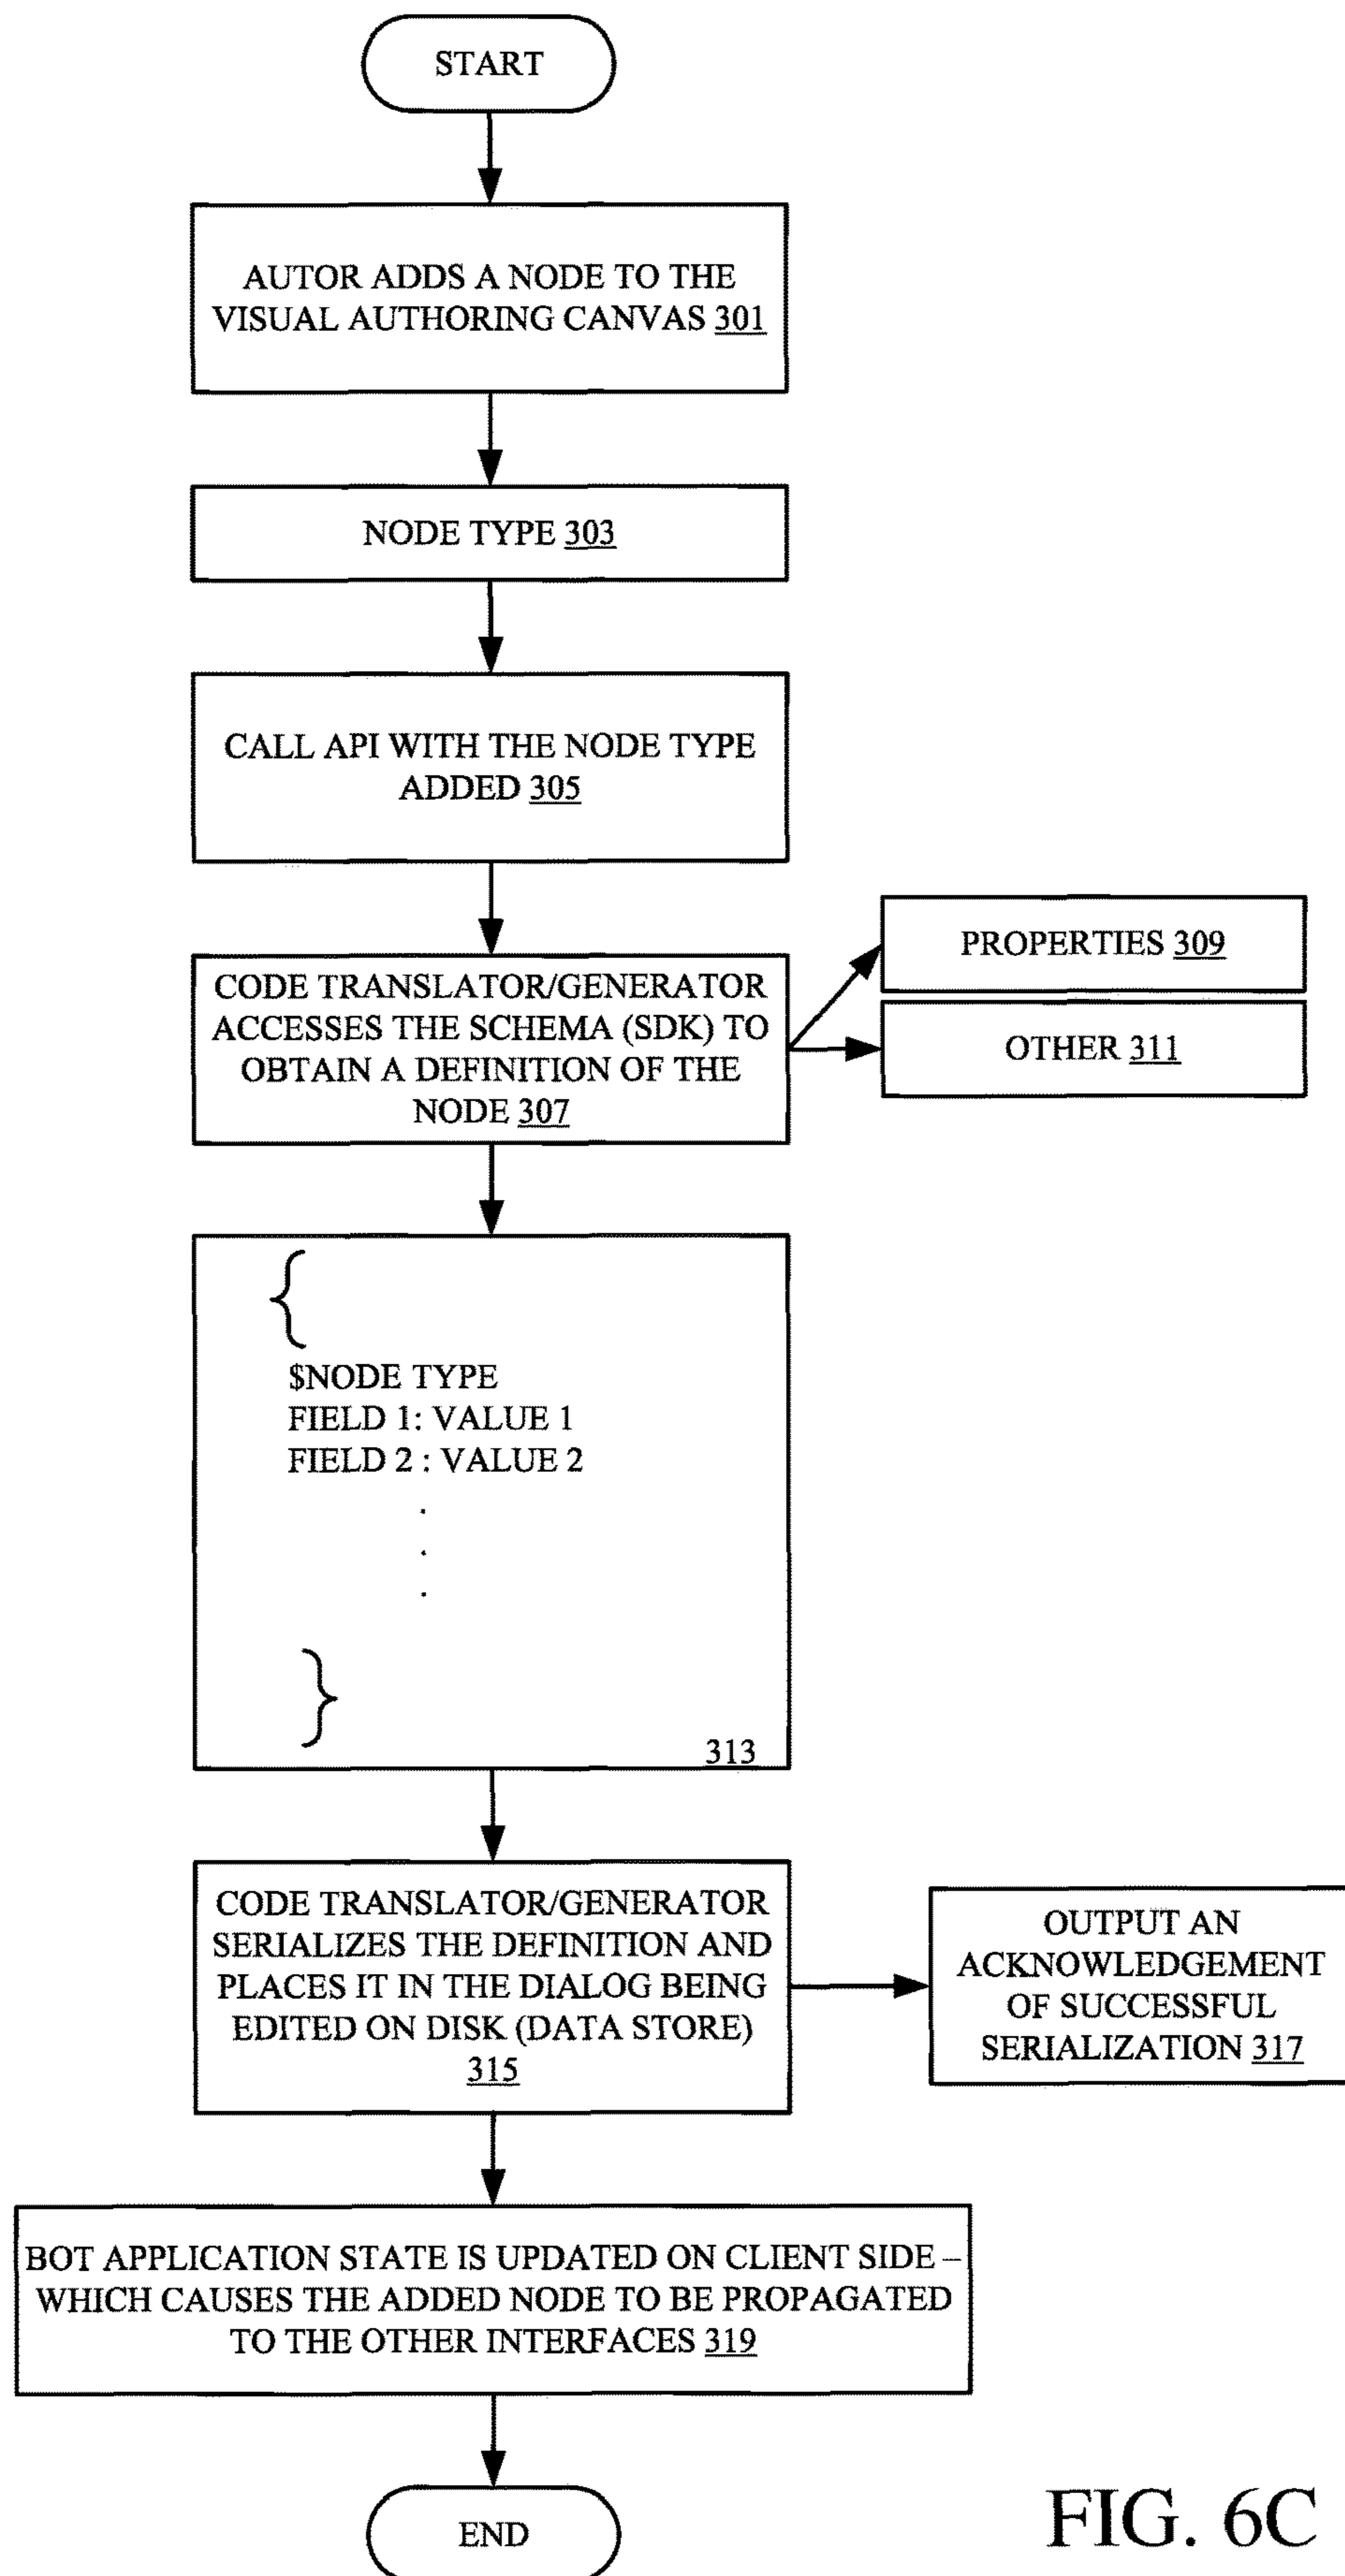 START
AUTOR ADDS A NODE TO THE
VISUAL AUTHORING CANVAS 301
NODE TYPE 303
CALL API WITH THE NODE TYPE
ADDED 305
CODE TRANSLATOR/GENERATOR
ACCESSES THE SCHEMA (SDK) TO
OBTAIN A DEFINITION OF THE
NODE 307
PROPERTIES 309
OTHER 311
{
$NODE TYPE
FIELD 1: VALUE 1
FIELD 2 : VALUE 2
.
.
.
}
313
CODE TRANSLATOR/GENERATOR
SERIALIZES THE DEFINITION AND
PLACES IT IN THE DIALOG BEING
EDITED ON DISK (DATA STORE)
315
OUTPUT AN
ACKNOWLEDGEMENT
OF SUCCESSFUL
SERIALIZATION 317
BOT APPLICATION STATE IS UPDATED ON CLIENT SIDE –
WHICH CAUSES THE ADDED NODE TO BE PROPAGATED
TO THE OTHER INTERFACES 319
END
FIG. 6C